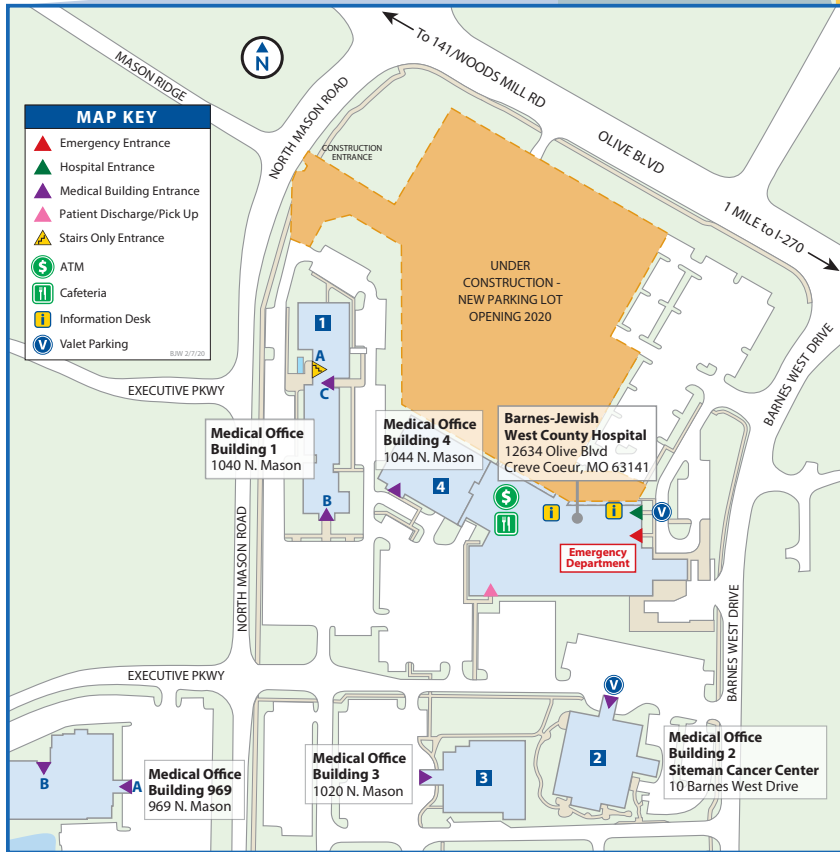 To 141/WOODS MILL RD
MASON RIDGE
N
NORTH MASON ROAD
OLIVE BLVD
1 MILE to I-270
CONSTRUCTION
ENTRANCE
MAP KEY
Emergency Entrance
Hospital Entrance
Medical Building Entrance
Patient Discharge/Pick Up
Stairs Only Entrance
$ ATM
Cafeteria
i Information Desk
V Valet Parking
BJW 2/7/20
UNDER
CONSTRUCTION -
NEW PARKING LOT
OPENING 2020
BARNES WEST DRIVE
EXECUTIVE PKWY
1
A
C
B
Medical Office
Building 1
1040 N. Mason
Medical Office
Building 4
1044 N. Mason
4
Barnes-Jewish
West County Hospital
12634 Olive Blvd
Creve Coeur, MO 63141
$
i
i
V
Emergency
Department
NORTH MASON ROAD
BARNES WEST DRIVE
EXECUTIVE PKWY
V
B
A
Medical Office
Building 969
969 N. Mason
Medical Office
Building 3
1020 N. Mason
3
2
Medical Office
Building 2
Siteman Cancer Center
10 Barnes West Drive